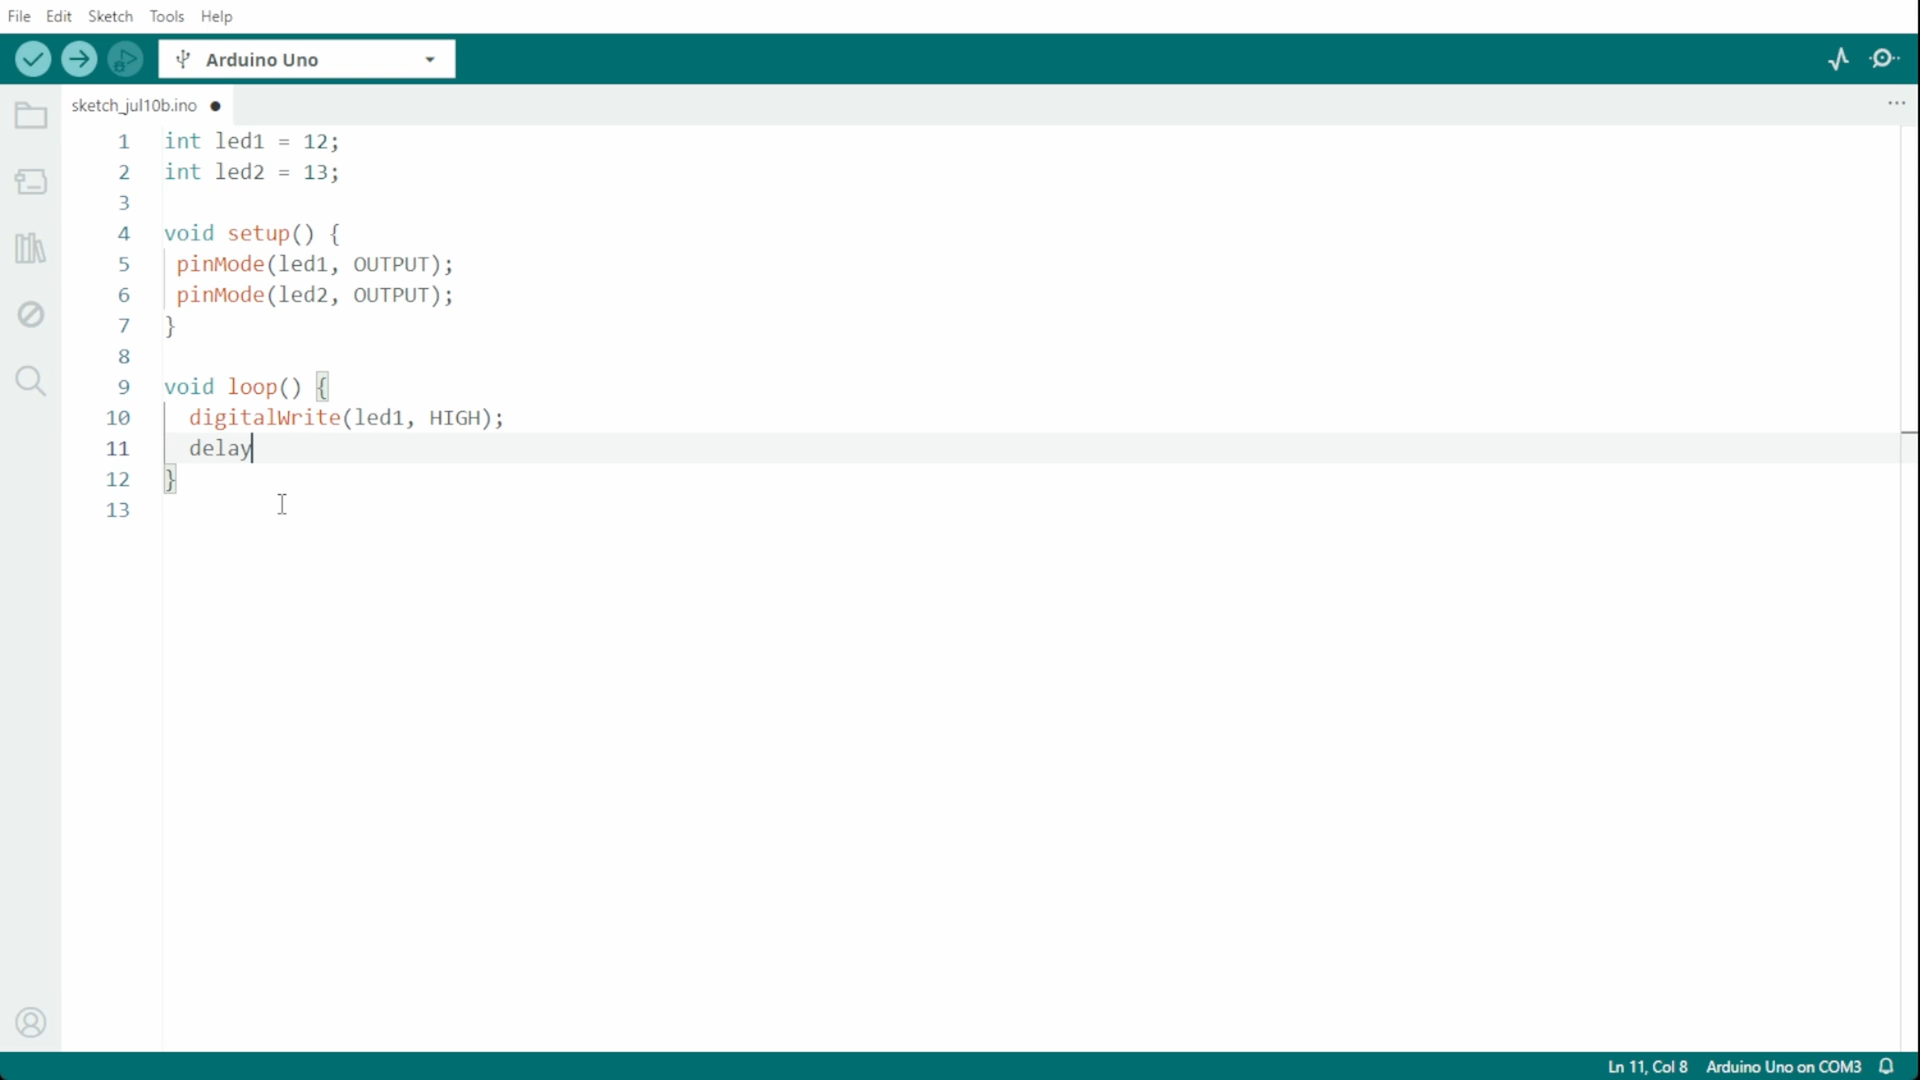 File Edit Sketch Tools Help
Arduino Uno
sketch_jul10b.ino
1 int led1 = 12;
2 int led2 = 13;
3
4 void setup() {
5 pinMode(led1, OUTPUT);
6 pinMode(led2, OUTPUT);
7 }
8
9 void loop() {
10 digitalWrite(led1, HIGH);
11 delay
12 }
13
Ln 11, Col 8 Arduino Uno on COM3